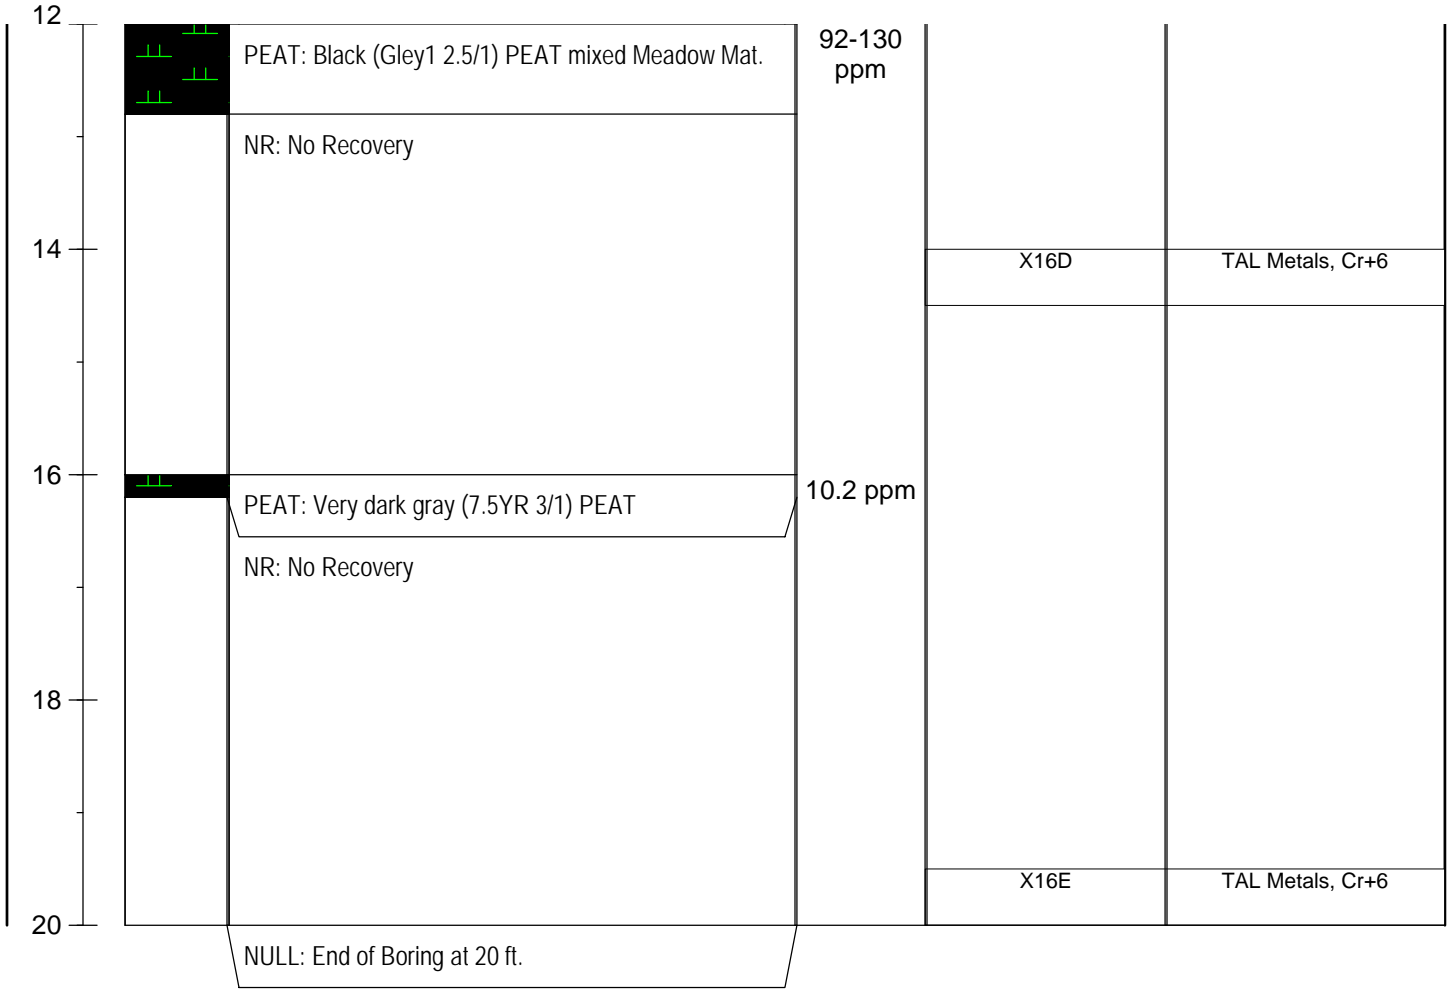 12
PEAT: Black (Gley1 2.5/1) PEAT mixed Meadow Mat.
92-130
ppm
NR: No Recovery
14
X16D
TAL Metals, Cr+6
16
PEAT: Very dark gray (7.5YR 3/1) PEAT
10.2 ppm
NR: No Recovery
18
X16E
TAL Metals, Cr+6
20
NULL: End of Boring at 20 ft.